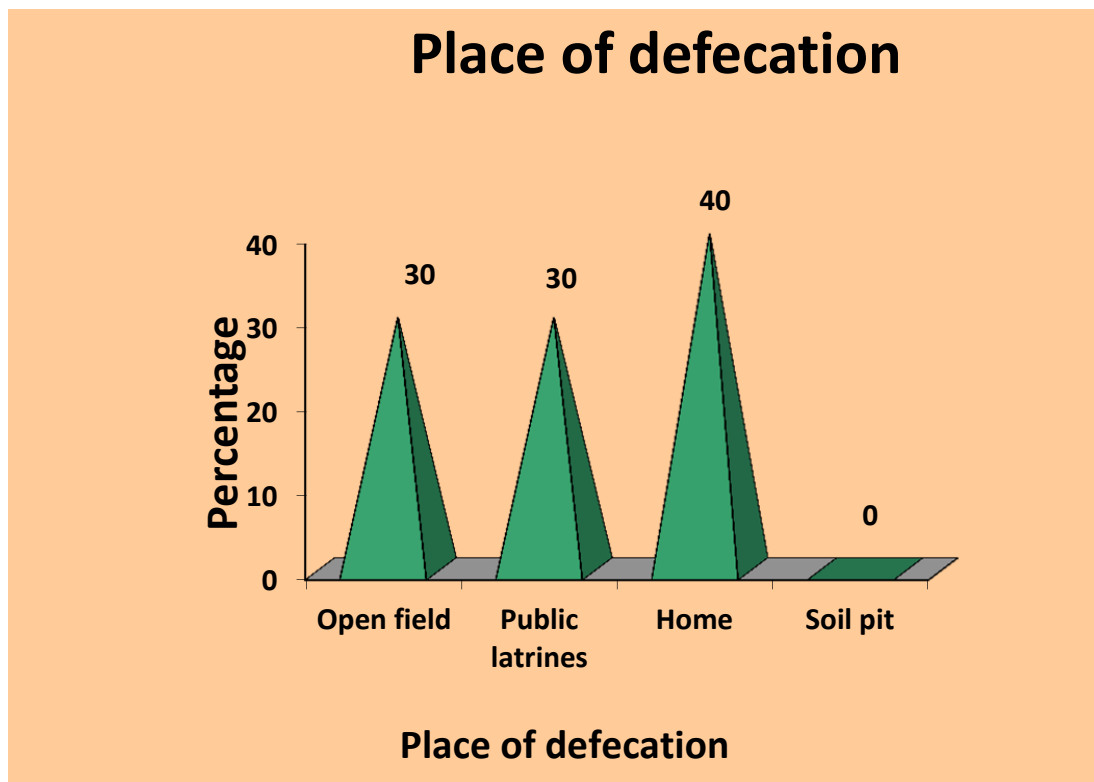 Place of defecation
40
40
30
30
30
20
10
0
0
Percentage
Open field
Public
latrines
Home
Soil pit
Place of defecation